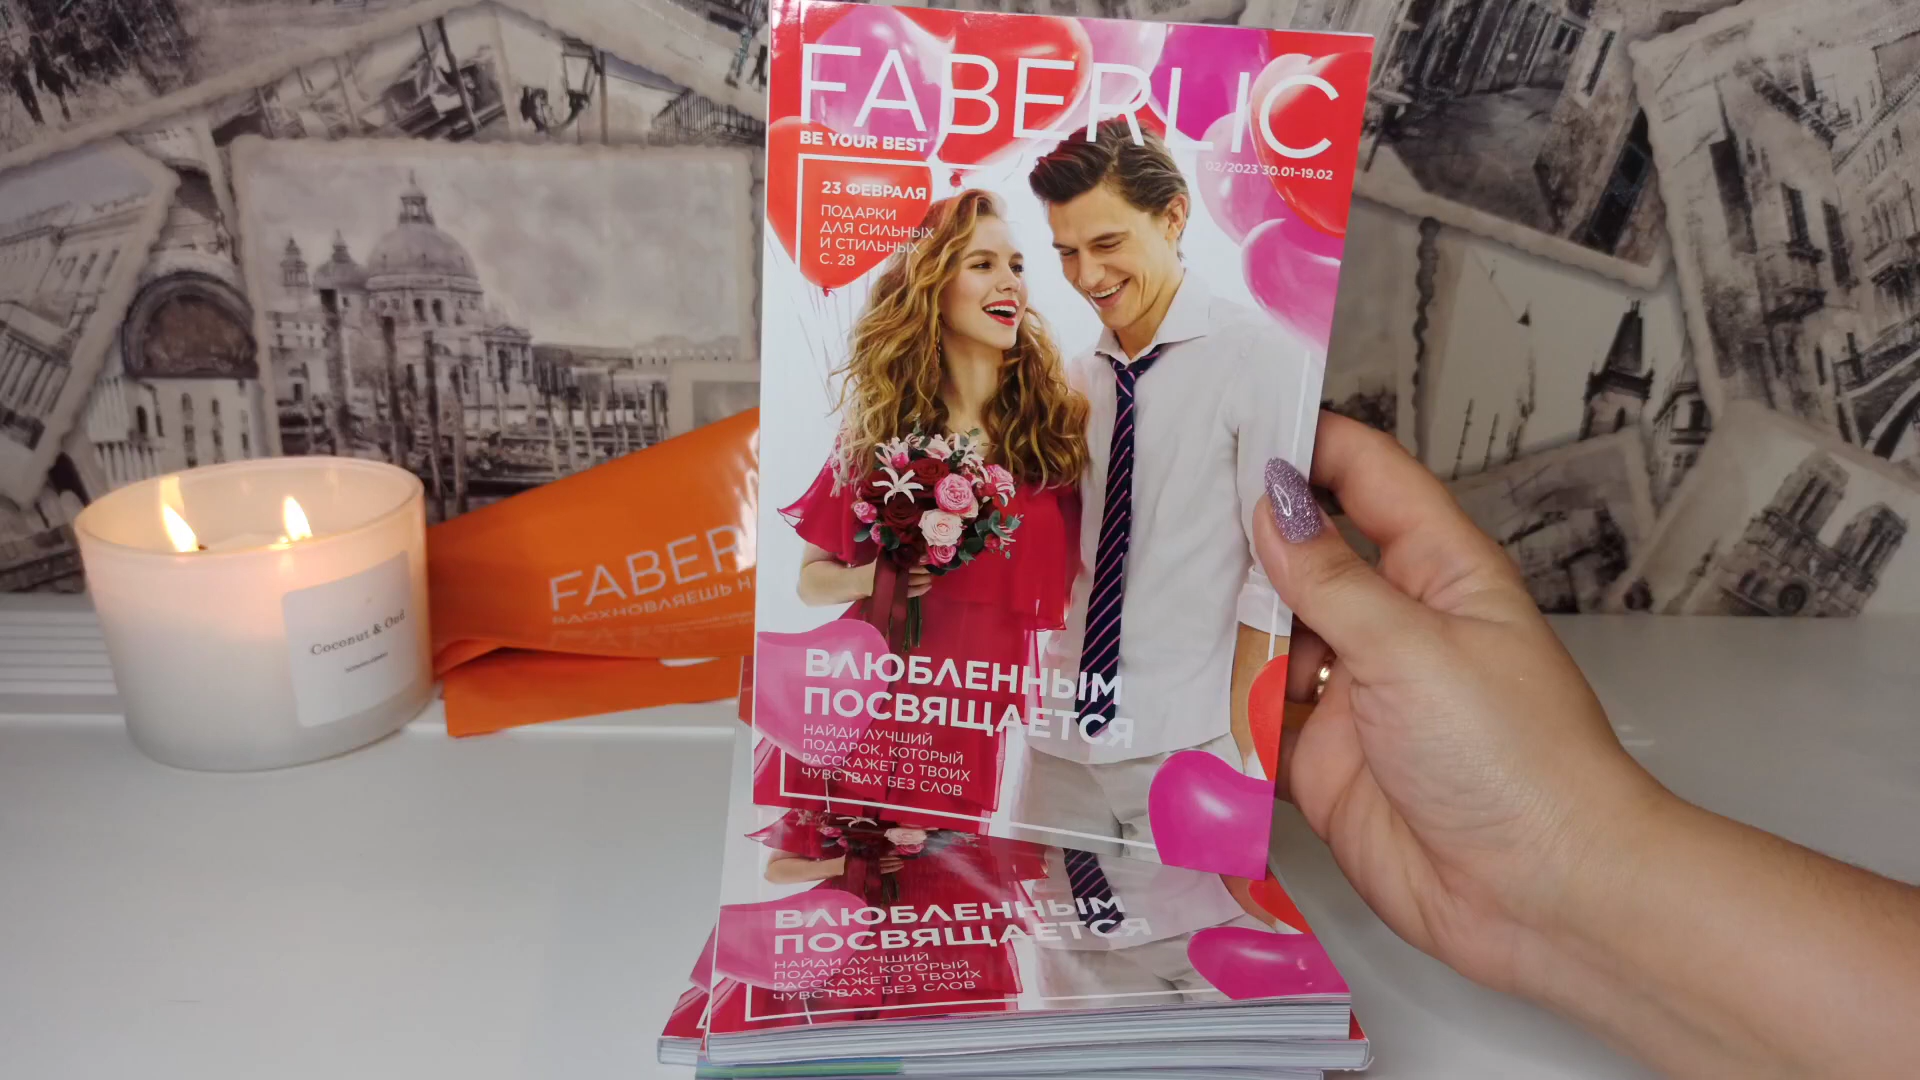 FABERLIC
BE YOUR BEST
02/2023 30.01-19.02
23 ФЕВРАЛЯ
ПОДАРКИ
ДЛЯ СИЛЬНЫХ
И СТИЛЬНЫХ
С. 28
ВЛЮБЛЕННЫМ
ПОСВЯЩАЕТСЯ
НАЙДИ ЛУЧШИЙ
ПОДАРОК, КОТОРЫЙ
РАССКАЖЕТ О ТВОИХ
ЧУВСТВАХ БЕЗ СЛОВ
ВЛЮБЛЕННЫМ
ПОСВЯЩАЕТСЯ
НАЙДИ ЛУЧШИЙ
ПОДАРОК, КОТОРЫЙ
РАССКАЖЕТ О ТВОИХ
ЧУВСТВАХ БЕЗ СЛОВ
FABER
ВДОХНОВЛЯЕШЬ
Coconut & Oud